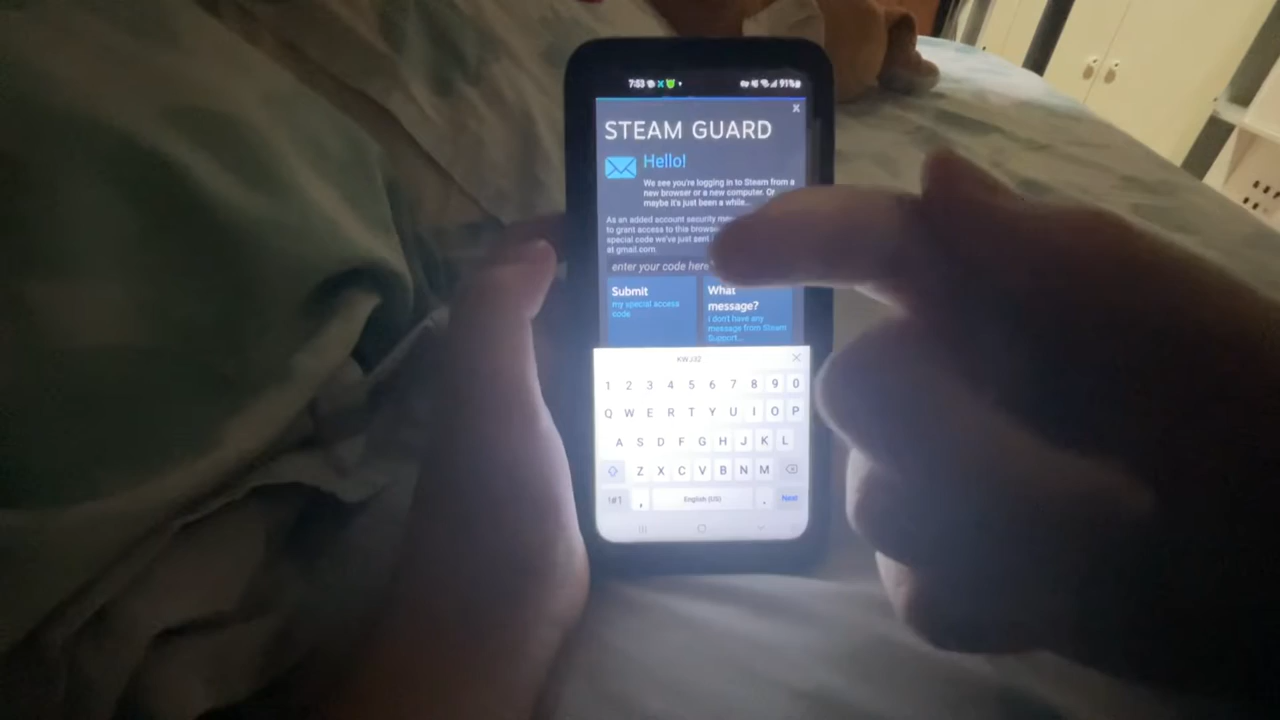 7:53
91%
x
STEAM GUARD
Hello!
We see you're logging in to Steam from a
new browser or a new computer. Or
maybe it's just been a while...
As an added account security
to grant access to this
special code we've just sent
at gmail.com
enter your code here
Submit
my special access
code
What
message?
I don't have any
message from Steam
Support...
KWJ32
1 2 3 4 5 6 7 8 9 0
Q W E R T Y U I O P
A S D F G H J K L
Z X C V B N M
!#1 , English (US) . Next